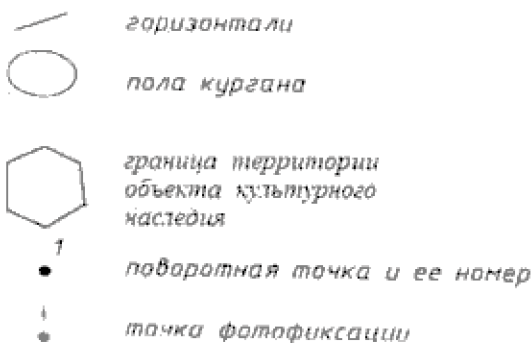 горизонтали
пола кургана
граница территории
объекта культурного
наследия
1
поворотная точка и ее номер
точка фотофиксации